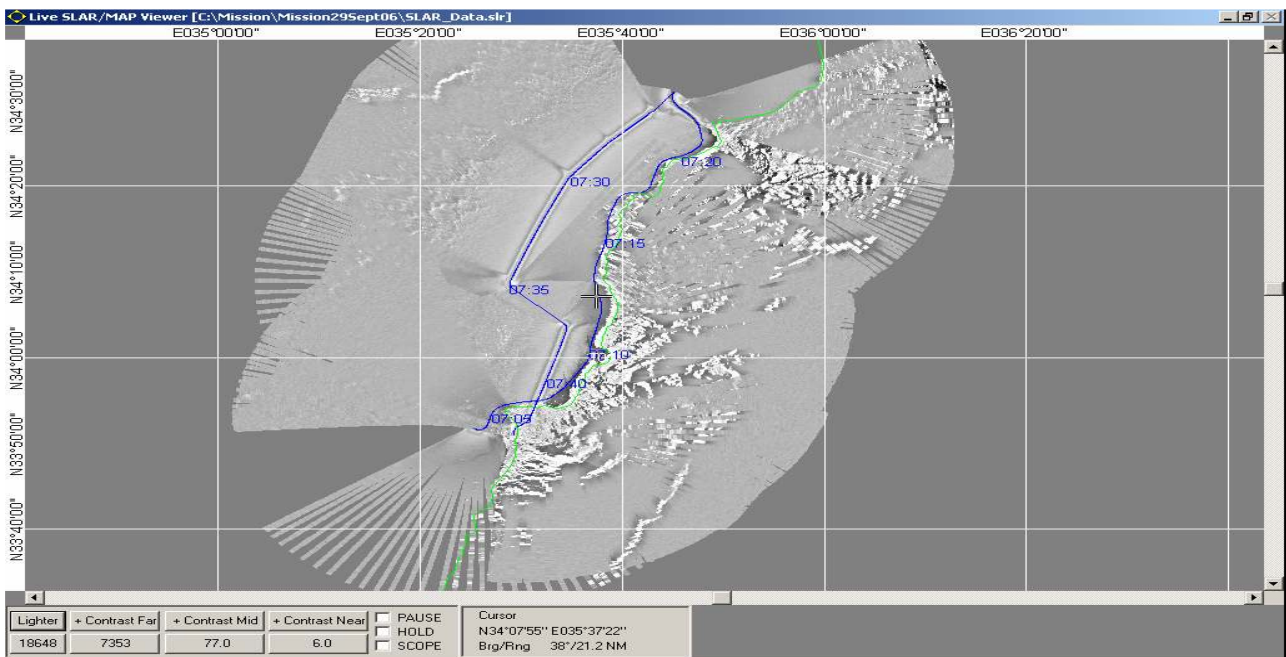 Live SLAR/MAP Viewer [C:\Mission\Mission29Sept06\SLAR_Data.slr]
E035°00'00" E035°20'00" E035°40'00" E036°00'00" E036°20'00"
N34°30'00"
07:20
07:30
N34°20'00"
07:15
N34°10'00"
07:35
07:10
N34°00'00"
07:40
07:05
N33°50'00"
N33°40'00"
Lighter + Contrast Far + Contrast Mid + Contrast Near PAUSE
HOLD
18648 7353 77.0 6.0 SCOPE
Cursor
N34°07'55" E035°37'22"
Brg/Rng 38°/21.2 NM